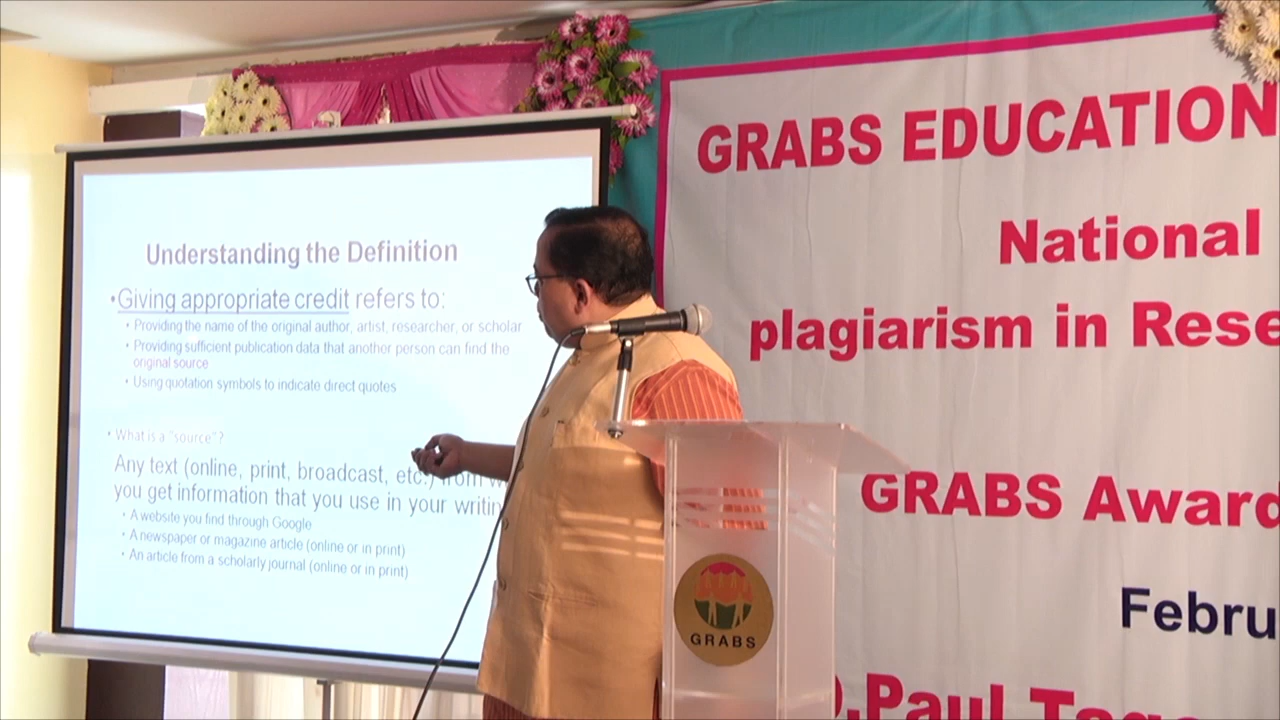 Understanding the Definition
•Giving appropriate credit refers to:
• Providing the name of the original author, artist, researcher, or scholar
• Providing sufficient publication data that another person can find the
original source
• Using quotation symbols to indicate direct quotes
• What is a "source"?
Any text (online, print, broadcast, etc.) from
you get information that you use in your
• A website you find through Google
• A newspaper or magazine article (online or in print)
• An article from a scholarly journal (online or in print)
GRABS EDUCATION
National
plagiarism in Rese
GRABS Award
Febru
.Paul
GRABS